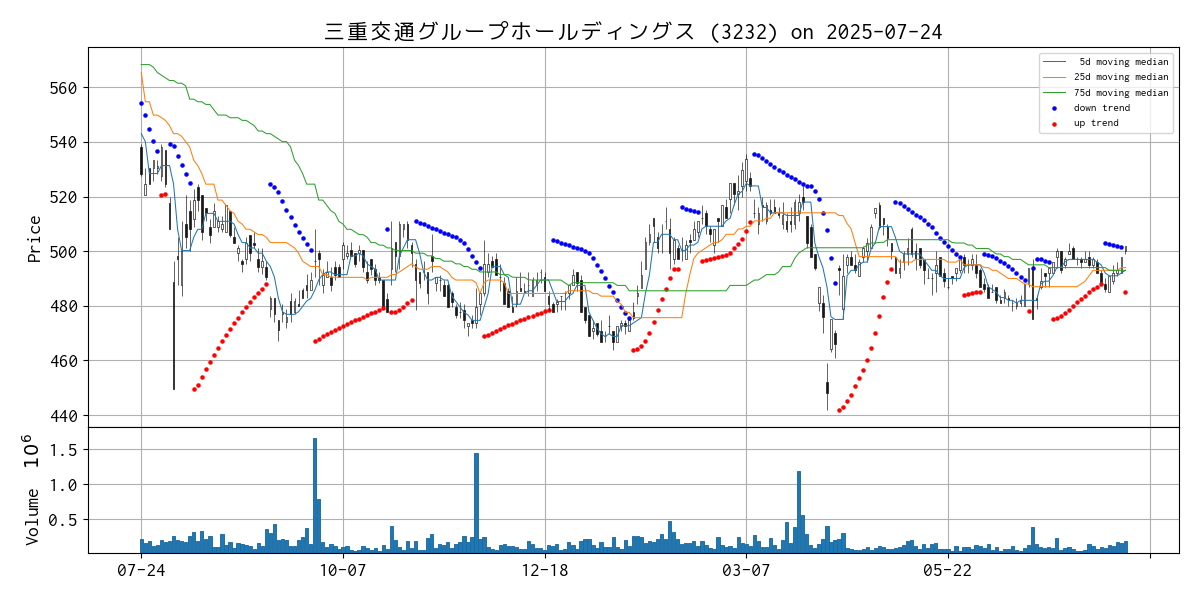 三重交通グループホールディングス (3232) on 2025-07-24
5d moving median
25d moving median
75d moving median
down trend
up trend
Price
560
540
520
500
480
460
440
Volume 10^6
1.5
1.0
0.5
07-24
10-07
12-18
03-07
05-22